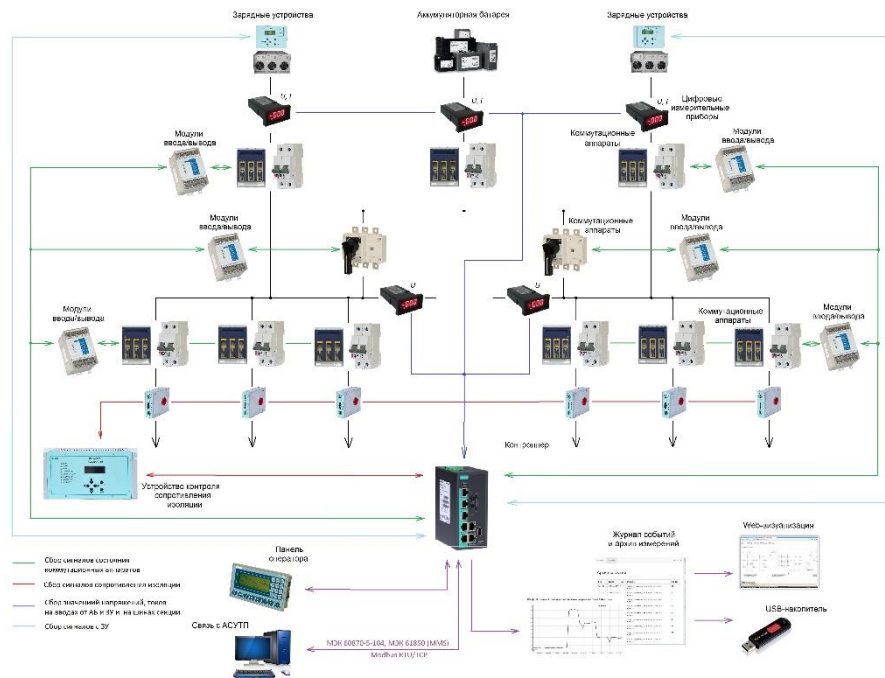 Зарядные устройства
Аккумуляторная батарея
Зарядные устройства
U, I
U, I
U, I
Цифровые
измерительные
приборы
Модули
ввода/вывода
Коммутационные
аппараты
Модули
ввода/вывода
Модули
ввода/вывода
Коммутационные
аппараты
Модули
ввода/вывода
U
U
Модули
ввода/вывода
Коммутационные
аппараты
Модули
ввода/вывода
Контроллер
Устройство контроля
сопротивления
изоляции
Панель
оператора
Журнал событий
и архив измерений
Web-визуализация
Сбор сигналов состояния
коммутационных аппаратов
Сбор сигналов сопротивления изоляции
Сбор значений напряжений, токов
на вводах от АБ и ЗУ и на шинах секции
Сбор сигналов с ЗУ
Связь с АСУТП
МЭК 60870-5-104, МЭК 61850 (MMS)
Modbus RTU/TCP
USB-накопитель